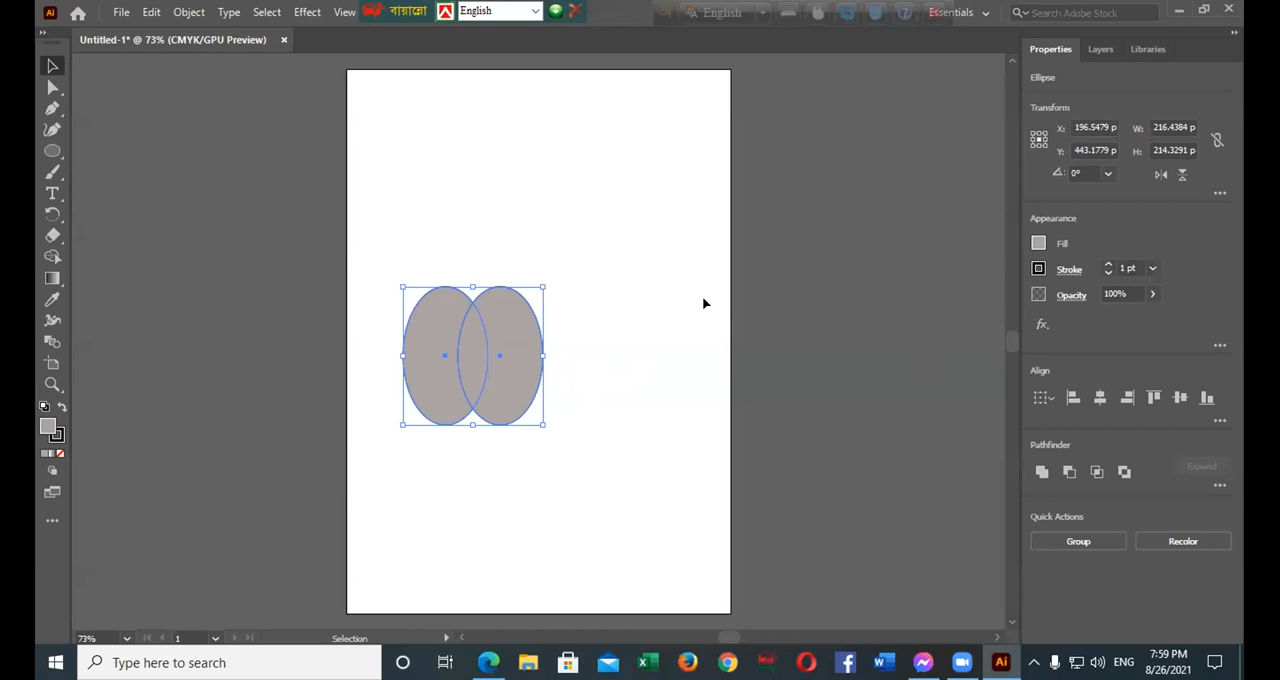 Ai File Edit Object Type Select Effect View বায়ান্নো English English Essentials Search Adobe Stock
Untitled-1* @ 73% (CMYK/GPU Preview) ×
Properties Layers Libraries
Ellipse
Transform
X: 196.5479 p W: 216.4384 p
Y: 443.1779 p H: 214.3291 p
0°
Appearance
Fill
Stroke 1 pt
Opacity 100%
fx.
Align
Pathfinder
Expand
Quick Actions
Group Recolor
73% 1 Selection
Type here to search
Ai ENG 7:59 PM
8/26/2021